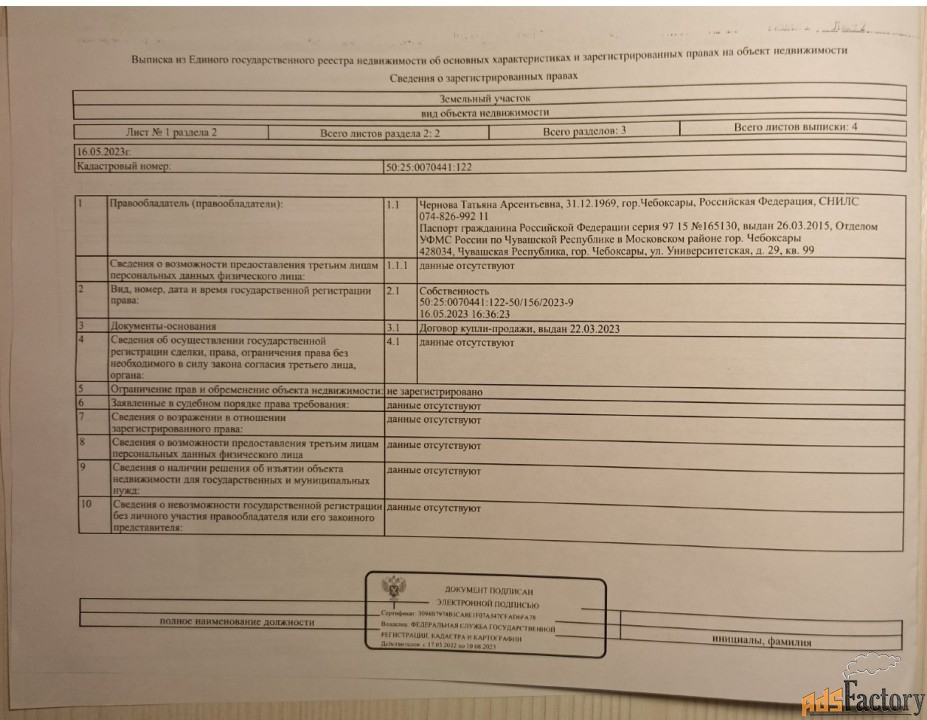 Выписка из Единого государственного реестра недвижимости об основных характеристиках и зарегистрированных правах на объект недвижимости
Сведения о зарегистрированных правах
Земельный участок
вид объекта недвижимости
Лист № 1 раздела 2
Всего листов раздела 2: 2
Всего разделов: 3
Всего листов выписки: 4
16.05.2023г.
Кадастровый номер:
50:25:0070441:122
1
Правообладатель (правообладатели):
1.1
Чернова Татьяна Арсентьевна, 31.12.1969, гор.Чебоксары, Российская Федерация, СНИЛС
074-826-992 11
Паспорт гражданина Российской Федерации серия 97 15 №165130, выдан 26.03.2015, Отделом
УФМС России по Чувашской Республике в Московском районе гор. Чебоксары
428034, Чувашская Республика, гор. Чебоксары, ул. Университетская, д. 29, кв. 99
Сведения о возможности предоставления третьим лицам
персональных данных физического лица:
1.1.1
данные отсутствуют
2
Вид, номер, дата и время государственной регистрации
права:
2.1
Собственность
50:25:0070441:122-50/156/2023-9
16.05.2023 16:36:23
3
Документы-основания
3.1
Договор купли-продажи, выдан 22.03.2023
4
Сведения об осуществлении государственной
регистрации сделки, права, ограничения права без
необходимого в силу закона согласия третьего лица,
органа:
4.1
данные отсутствуют
5
Ограничение прав и обременение объекта недвижимости:
не зарегистрировано
6
Заявленные в судебном порядке права требования:
данные отсутствуют
7
Сведения о возражении в отношении
зарегистрированного права:
данные отсутствуют
8
Сведения о возможности предоставления третьим лицам
персональных данных физического лица
данные отсутствуют
9
Сведения о наличии решения об изъятии объекта
недвижимости для государственных и муниципальных
нужд:
данные отсутствуют
10
Сведения о невозможности государственной регистрации
без личного участия правообладателя или его законного
представителя:
данные отсутствуют
ДОКУМЕНТ ПОДПИСАН
ЭЛЕКТРОННОЙ ПОДПИСЬЮ
Сертификат:
Владелец: ФЕДЕРАЛЬНАЯ СЛУЖБА ГОСУДАРСТВЕННОЙ
РЕГИСТРАЦИИ, КАДАСТРА И КАРТОГРАФИИ
Действителен: с 17.05.2022 по 10.08.2023
полное наименование должности
инициалы, фамилия
AdsFactory